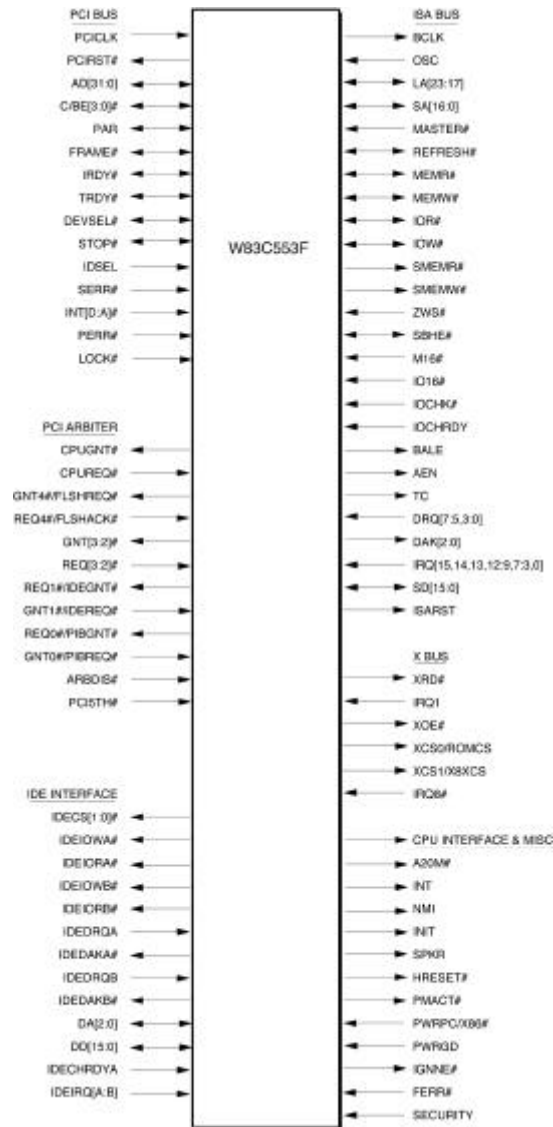 PCI BUS
PCICLK
PCIRST#
AD[31:0]
C/BE[3:0]#
PAR
FRAME#
IRDY#
TRDY#
DEVSEL#
STOP#
IDSEL
SERR#
INT[D:A]#
PERR#
LOCK#
PCI ARBITER
CPUGNT#
CPUREQ#
GNT4#/FLSHREQ#
REQ4#/FLSHACK#
GNT[3:2]#
REQ[3:2]#
REQ1#/IDEGNT#
GNT1#/IDEREQ#
REQ0#/PIBGNT#
GNT0#/PIBREQ#
ARBDIS#
PCI5TH#
IDE INTERFACE
IDECS[1:0]#
IDEIOWA#
IDEIORA#
IDEIOWB#
IDEIORB#
IDEDRQA
IDEDAKA#
IDEDRQB
IDEDAKB#
DA[2:0]
DD[15:0]
IDECHRDYA
IDEIRQ[A:B]
W83C553F
ISA BUS
BCLK
OSC
LA[23:17]
SA[16:0]
MASTER#
REFRESH#
MEMR#
MEMW#
IOR#
IOW#
SMEMR#
SMEMW#
ZWS#
SBHE#
M16#
IO16#
IOCHK#
IOCHRDY
BALE
AEN
TC
DRQ[7:5,3:0]
DAK[2:0]
IRQ[15,14,13,12:9,7:3,0]
SD[15:0]
ISARST
X BUS
XRD#
IRQ1
XOE#
XCS0/ROMCS
XCS1/X8XCS
IRQ8#
CPU INTERFACE & MISC
A20M#
INT
NMI
INIT
SPKR
HRESET#
PMACT#
PWRPC/X86#
PWRGD
IGNNE#
FERR#
SECURITY